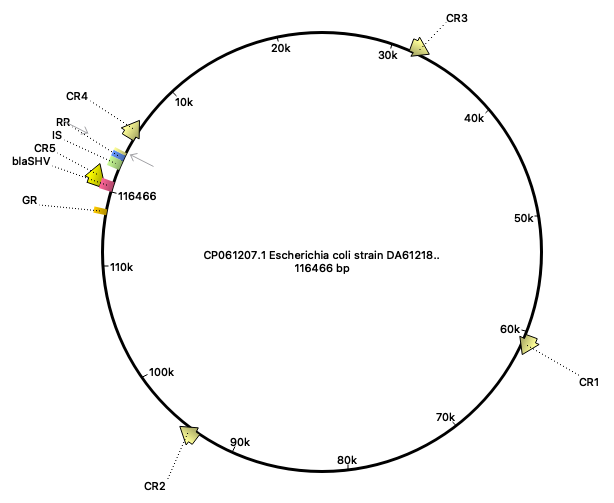 CR3
20k
30k
CR4
10k
40k
RR
IS
CR5
blaSHV
116466
GR
50k
CP061207.1 Escherichia coli strain DA61218..
116466 bp
110k
60k
CR1
100k
70k
90k
80k
CR2